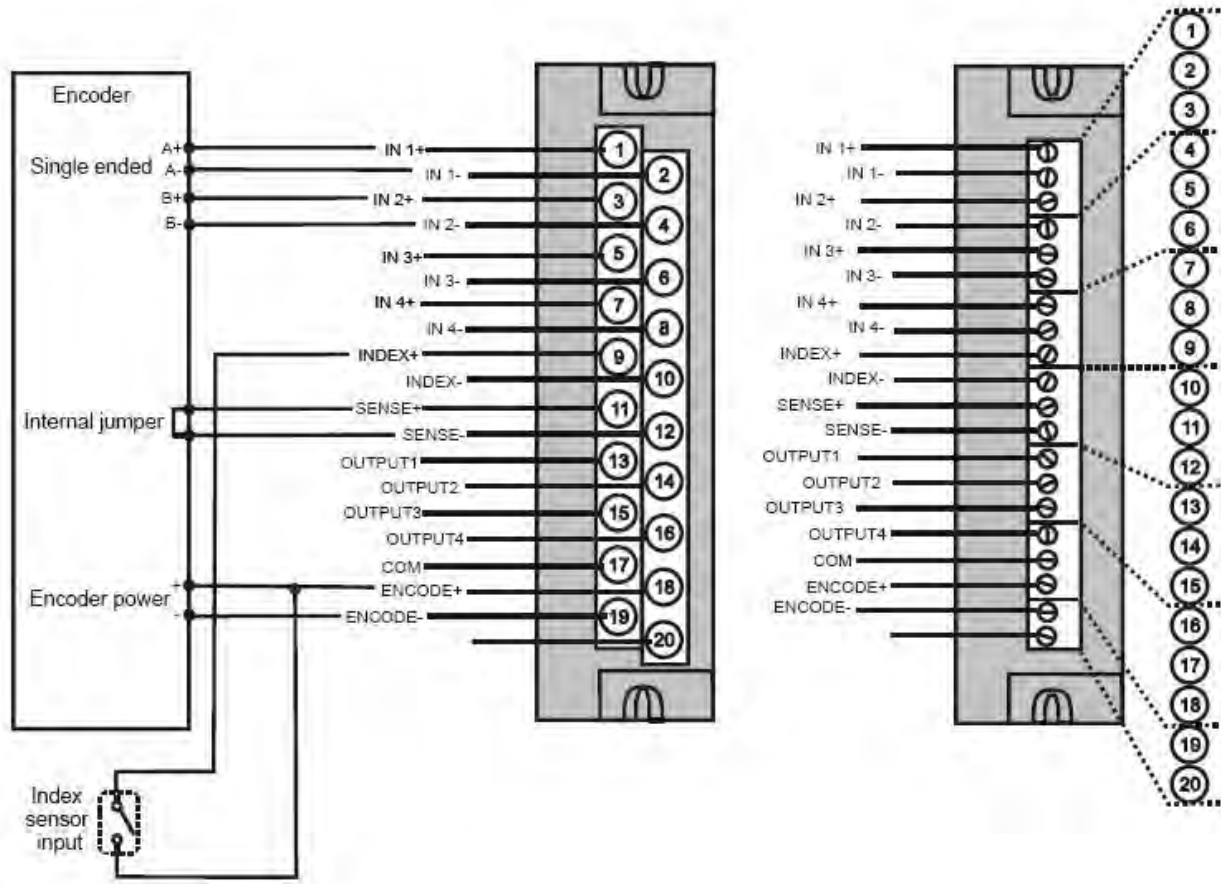 Encoder
Single ended
A+
A-
B+
B-
Internal jumper
Encoder power
+
-
Index
sensor
input
IN 1+
IN 1-
IN 2+
IN 2-
IN 3+
IN 3-
IN 4+
IN 4-
INDEX+
INDEX-
SENSE+
SENSE-
OUTPUT1
OUTPUT2
OUTPUT3
OUTPUT4
COM
ENCODE+
ENCODE-
1
2
3
4
5
6
7
8
9
10
11
12
13
14
15
16
17
18
19
20
IN 1+
IN 1-
IN 2+
IN 2-
IN 3+
IN 3-
IN 4+
IN 4-
INDEX+
INDEX-
SENSE+
SENSE-
OUTPUT1
OUTPUT2
OUTPUT3
OUTPUT4
COM
ENCODE+
ENCODE-
1
2
3
4
5
6
7
8
9
10
11
12
13
14
15
16
17
18
19
20